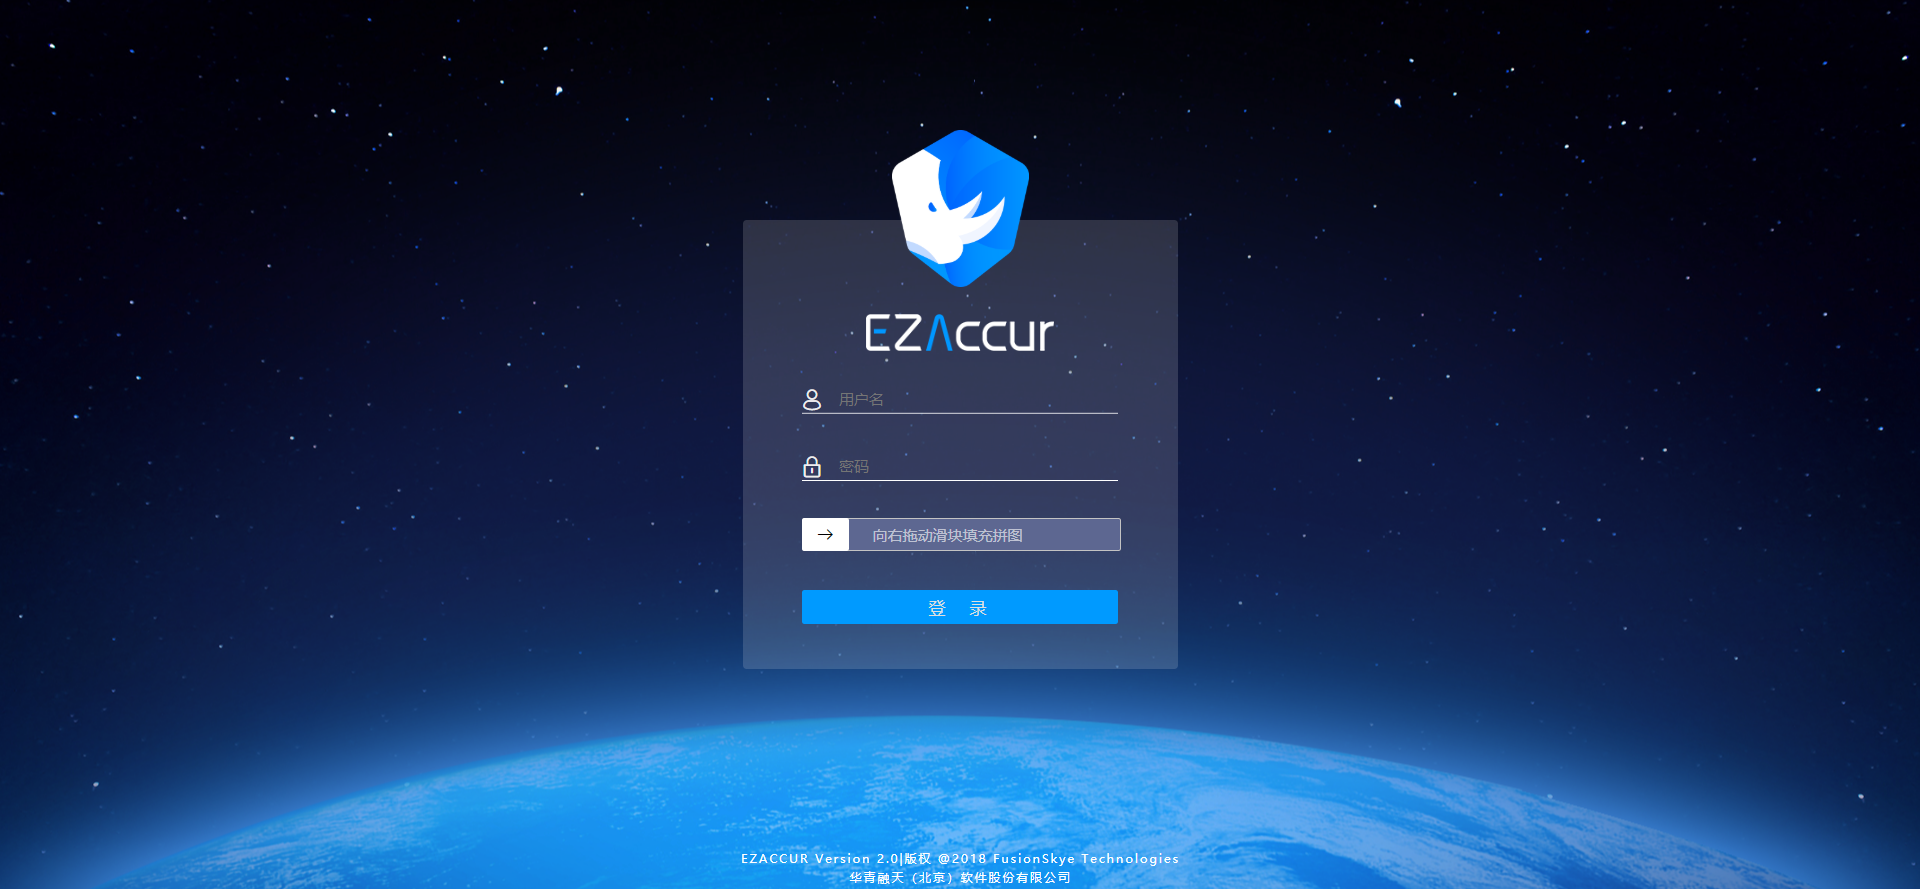 EZAccur
用户名
密码
向右拖动滑块填充拼图
登 录
EZACCUR Version 2.0|版权 @2018 FusionSkye Technologies
华青融天（北京）软件股份有限公司